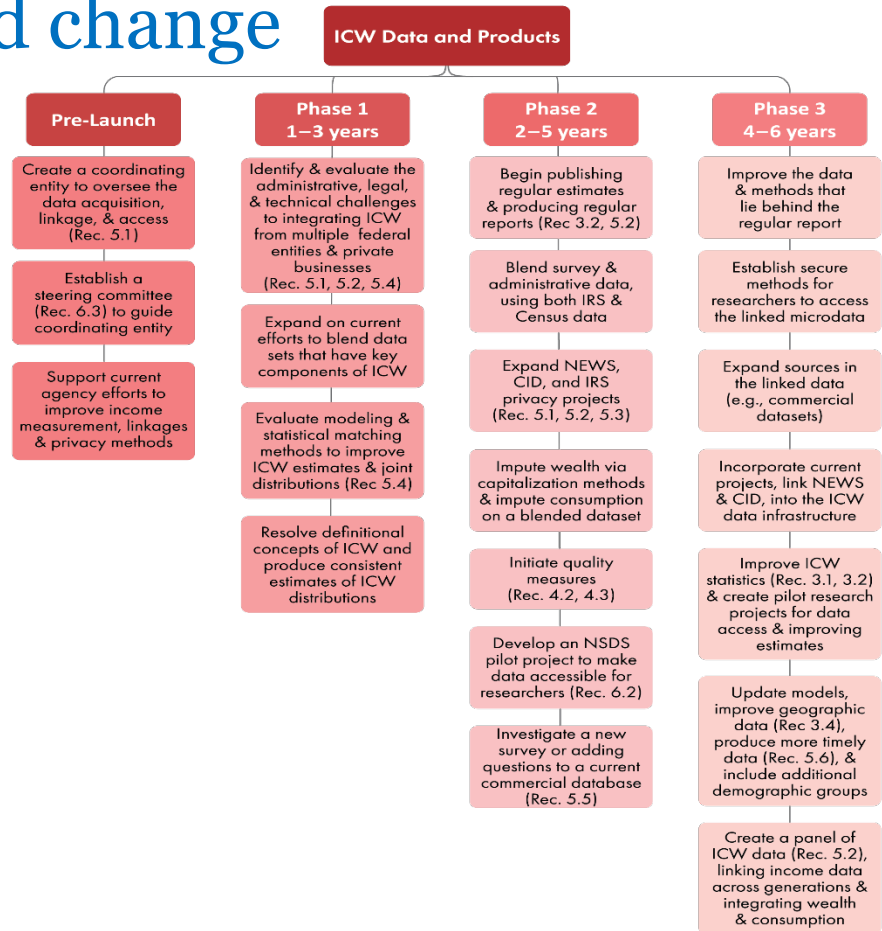 d change
ICW Data and Products
Pre-Launch
Create a coordinating
entity to oversee the
data acquisition,
linkage, & access
(Rec. 5.1)
Establish a
steering committee
(Rec. 6.3) to guide
coordinating entity
Support current
agency efforts to
improve income
measurement, linkages
& privacy methods
Phase 1
1–3 years
Identify & evaluate the
administrative, legal,
& technical challenges
to integrating ICW
from multiple federal
entities & private
businesses
(Rec. 5.1, 5.2, 5.4)
Expand on current
efforts to blend data
sets that have key
components of ICW
Evaluate modeling &
statistical matching
methods to improve
ICW estimates & joint
distributions (Rec 5.4)
Resolve definitional
concepts of ICW and
produce consistent
estimates of ICW
distributions
Phase 2
2–5 years
Begin publishing
regular estimates
& producing regular
reports (Rec 3.2, 5.2)
Blend survey &
administrative data,
using both IRS &
Census data
Expand NEWS,
CID, and IRS
privacy projects
(Rec. 5.1, 5.2, 5.3)
Impute wealth via
capitalization methods
& impute consumption
on a blended dataset
Initiate quality
measures
(Rec. 4.2, 4.3)
Develop an NSDS
pilot project to make
data accessible for
researchers (Rec. 6.2)
Investigate a new
survey or adding
questions to a current
commercial database
(Rec. 5.5)
Phase 3
4–6 years
Improve the data
& methods that
lie behind the
regular report
Establish secure
methods for
researchers to access
the linked microdata
Expand sources in
the linked data
(e.g., commercial
datasets)
Incorporate current
projects, link NEWS
& CID, into the ICW
data infrastructure
Improve ICW
statistics (Rec. 3.1, 3.2)
& create pilot research
projects for data
access & improving
estimates
Update models,
improve geographic
data (Rec 3.4),
produce more timely
data (Rec. 5.6), &
include additional
demographic groups
Create a panel of
ICW data (Rec. 5.2),
linking income data
across generations &
integrating wealth
& consumption